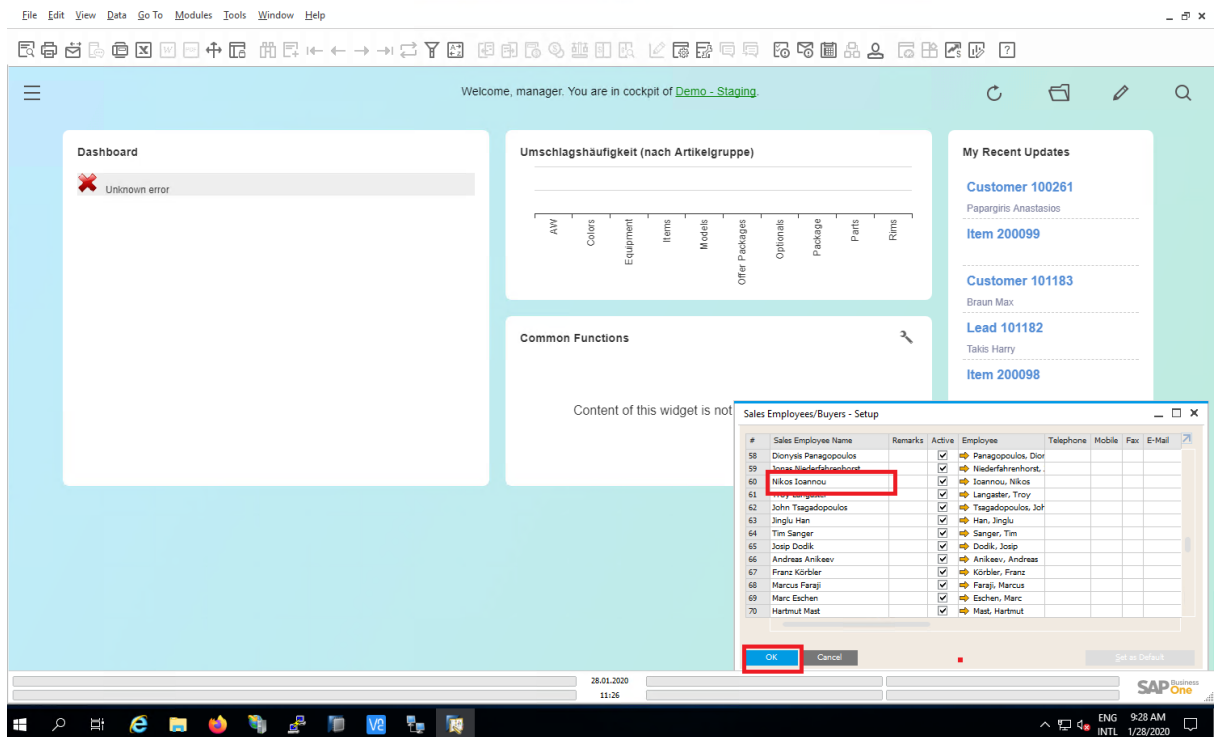 File Edit View Data Go To Modules Tools Window Help
Welcome, manager. You are in cockpit of Demo - Staging.
Dashboard
Unknown error
Umschlagshäufigkeit (nach Artikelgruppe)
AW
Colors
Equipment
Items
Models
Offer Packages
Optionals
Package
Parts
Rims
Common Functions
Content of this widget is not
My Recent Updates
Customer 100261
Papargiris Anastasios
Item 200099
Customer 101183
Braun Max
Lead 101182
Takis Harry
Item 200098
Sales Employees/Buyers - Setup
# Sales Employee Name Remarks Active Employee Telephone Mobile Fax E-Mail
58 Dionysis Panagopoulos Panagopoulos, Dior
59 Jonas Niederfahrenhorst Niederfahrenhorst,
60 Nikos Ioannou Ioannou, Nikos
61 Troy Langaster Langaster, Troy
62 John Tsagadopoulos Tsagadopoulos, Joh
63 Jinglu Han Han, Jinglu
64 Tim Sanger Sanger, Tim
65 Josip Dodik Dodik, Josip
66 Andreas Anikeev Anikeev, Andreas
67 Franz Körbler Körbler, Franz
68 Marcus Faraji Faraji, Marcus
69 Marc Eschen Eschen, Marc
70 Hartmut Mast Mast, Hartmut
OK Cancel Set as Default
28.01.2020
11:26
SAP Business One
ENG 9:28 AM
INTL 1/28/2020